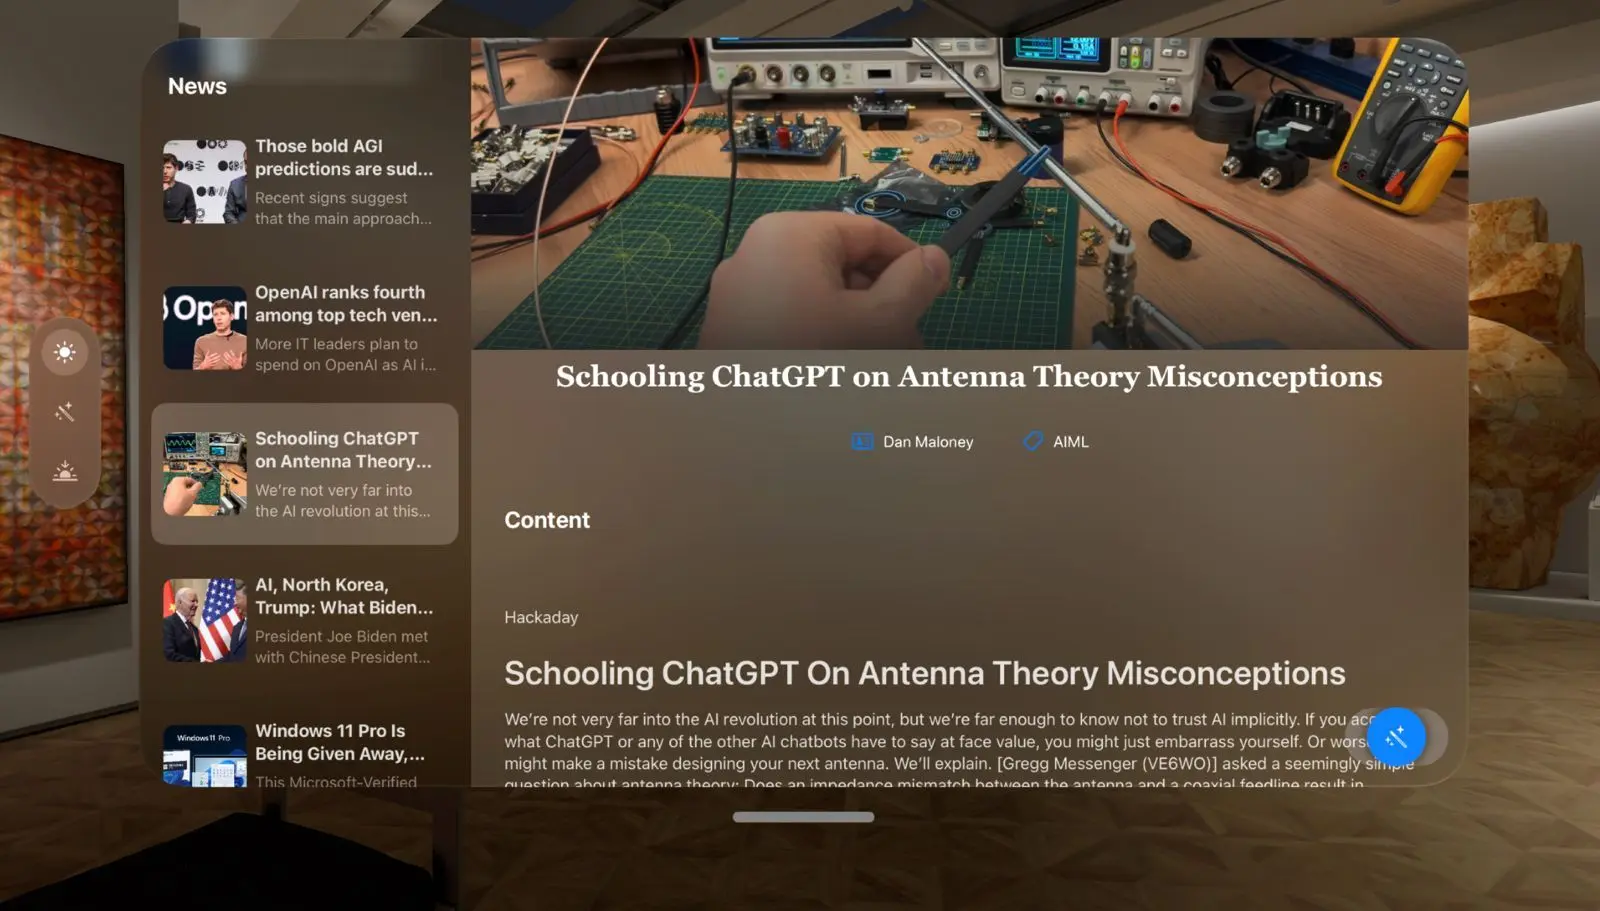 News
Those bold AGI
predictions are sud...
Recent signs suggest
that the main approach...
Open
OpenAI ranks fourth
among top tech ven...
More IT leaders plan to
spend on OpenAI as AI i...
Schooling ChatGPT
on Antenna Theory...
We're not very far into
the AI revolution at this...
AI, North Korea,
Trump: What Biden...
President Joe Biden met
with Chinese President...
Windows 11 Pro
Windows 11 Pro Is
Being Given Away,...
This Microsoft-Verified
Schooling ChatGPT on Antenna Theory Misconceptions
Dan Maloney
AIML
Content
Hackaday
Schooling ChatGPT On Antenna Theory Misconceptions
We're not very far into the AI revolution at this point, but we're far enough to know not to trust AI implicitly. If you
what ChatGPT or any of the other AI chatbots have to say at face value, you might just embarrass yourself. Or
might make a mistake designing your next antenna. We'll explain. [Gregg Messenger (VE6WO)] asked a seemingly simple
question about antenna theory: Does an impedance mismatch between the antenna and a coaxial feedline result in